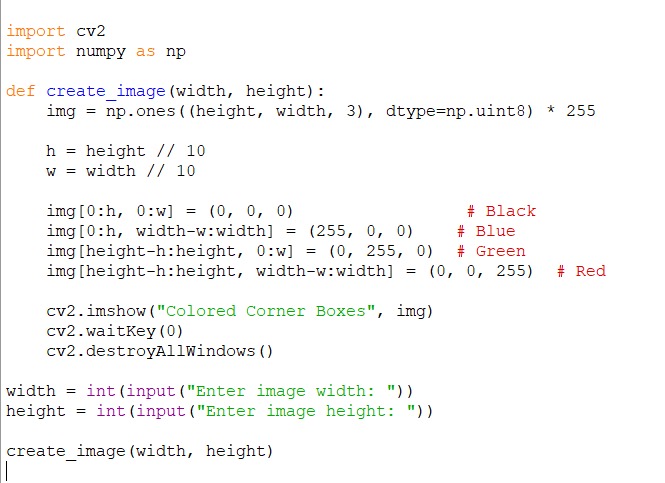 import cv2
import numpy as np

def create_image(width, height):
    img = np.ones((height, width, 3), dtype=np.uint8) * 255

    h = height // 10
    w = width // 10

    img[0:h, 0:w] = (0, 0, 0)                 # Black
    img[0:h, width-w:width] = (255, 0, 0)    # Blue
    img[height-h:height, 0:w] = (0, 255, 0)  # Green
    img[height-h:height, width-w:width] = (0, 0, 255)  # Red

    cv2.imshow("Colored Corner Boxes", img)
    cv2.waitKey(0)
    cv2.destroyAllWindows()

width = int(input("Enter image width: "))
height = int(input("Enter image height: "))

create_image(width, height)